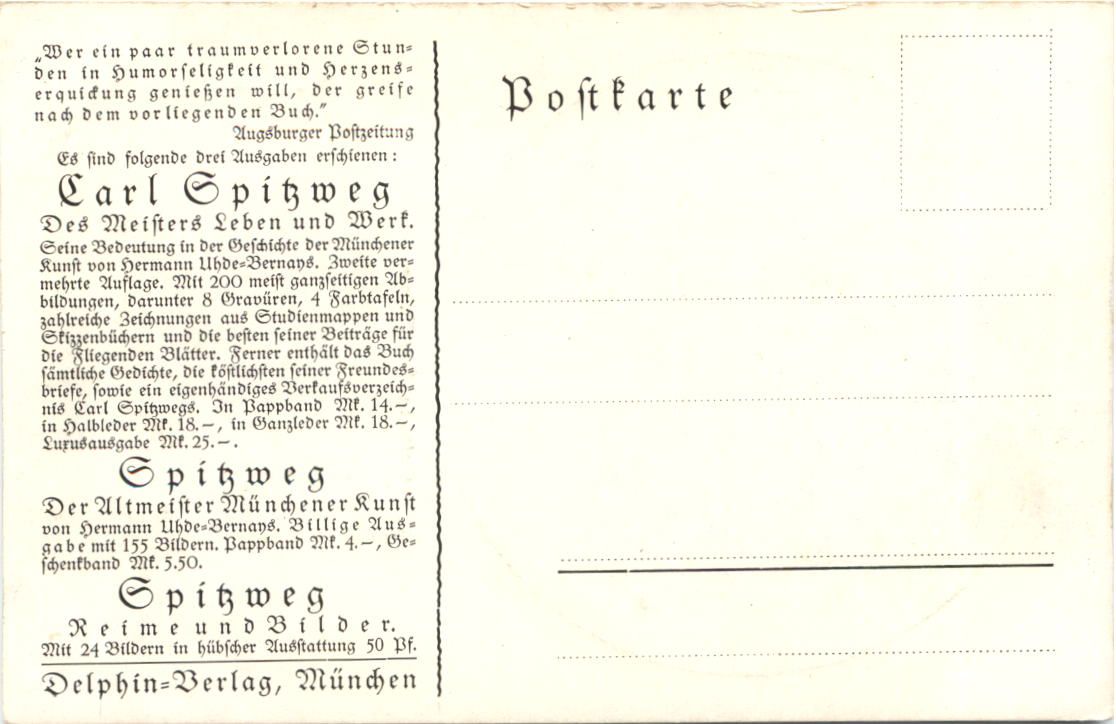 „Wer ein paar traumverlorene Stun=
den in Humorseligkeit und Herzens=
erquickung genießen will, der greife
nach dem vorliegenden Buch.“
Augsburger Postzeitung
Es sind folgende drei Ausgaben erschienen:
Carl Spitzweg
Des Meisters Leben und Werk.
Seine Bedeutung in der Geschichte der Münchener
Kunst von Hermann Uhde=Bernays. Zweite ver=
mehrte Auflage. Mit 200 meist ganzseitigen Ab=
bildungen, darunter 8 Gravüren, 4 Farbtafeln,
zahlreiche Zeichnungen aus Studienmappen und
Skizzenbüchern und die besten seiner Beiträge für
die Fliegenden Blätter. Ferner enthält das Buch
sämtliche Gedichte, die köstlichsten seiner Freundes=
briefe, sowie ein eigenhändiges Verkaufsverzeich=
nis Carl Spitzwegs. In Pappband Mk. 14.–,
in Halbleder Mk. 18.–, in Ganzleder Mk. 18.–,
Luxusausgabe Mk. 25.–.
Spitzweg
Der Altmeister Münchener Kunst
von Hermann Uhde=Bernays. Billige Aus=
gabe mit 155 Bildern. Pappband Mk. 4.–, Ge=
schenkband Mk. 5.50.
Spitzweg
Reime und Bilder.
Mit 24 Bildern in hübscher Ausstattung 50 Pf.
Delphin=Verlag, München
Postkarte